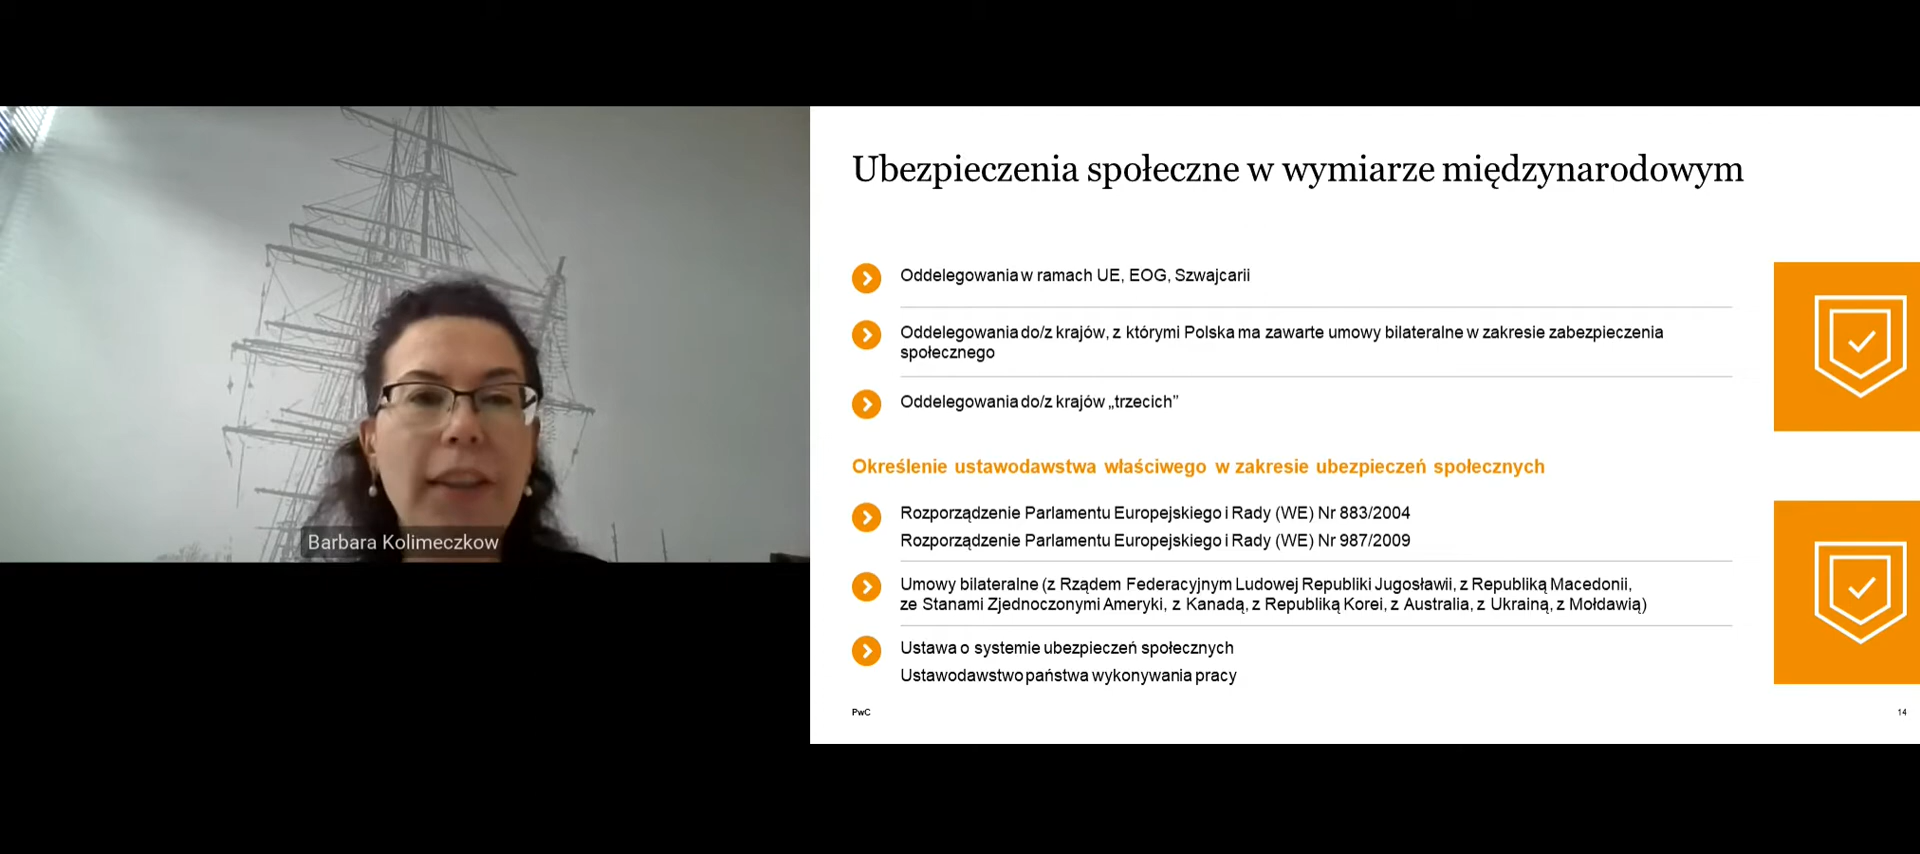 Barbara Kolimeczkow
Ubezpieczenia społeczne w wymiarze międzynarodowym
Oddelegowania w ramach UE, EOG, Szwajcarii
Oddelegowania do/z krajów, z którymi Polska ma zawarte umowy bilateralne w zakresie zabezpieczenia
społecznego
Oddelegowania do/z krajów „trzecich”
Określenie ustawodawstwa właściwego w zakresie ubezpieczeń społecznych
Rozporządzenie Parlamentu Europejskiego i Rady (WE) Nr 883/2004
Rozporządzenie Parlamentu Europejskiego i Rady (WE) Nr 987/2009
Umowy bilateralne (z Rządem Federacyjnym Ludowej Republiki Jugosławii, z Republiką Macedonii,
ze Stanami Zjednoczonymi Ameryki, z Kanadą, z Republiką Korei, z Australia, z Ukrainą, z Mołdawią)
Ustawa o systemie ubezpieczeń społecznych
Ustawodawstwo państwa wykonywania pracy
PwC
14